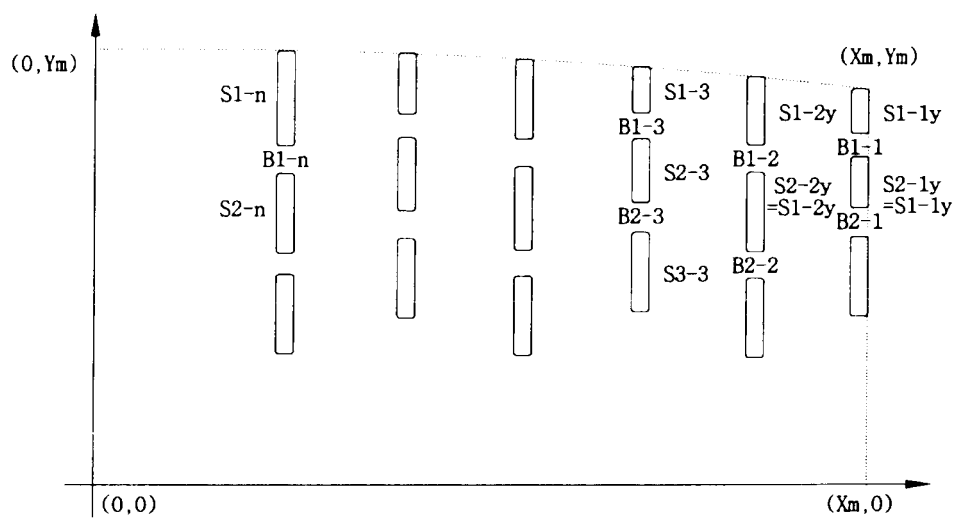 (0,Ym)
(Xm,Ym)
S1-n
S1-3
S1-2y
S1-1y
B1-n
B1-3
B1-2
B1-1
S2-n
S2-3
S2-2y
=S1-2y
S2-1y
=S1-1y
B2-3
B2-1
B2-2
S3-3
(0,0)
(Xm,0)